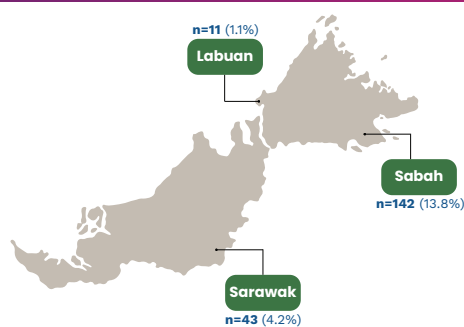 n=11 (1.1%)
Labuan
Sabah
n=142 (13.8%)
Sarawak
n=43 (4.2%)